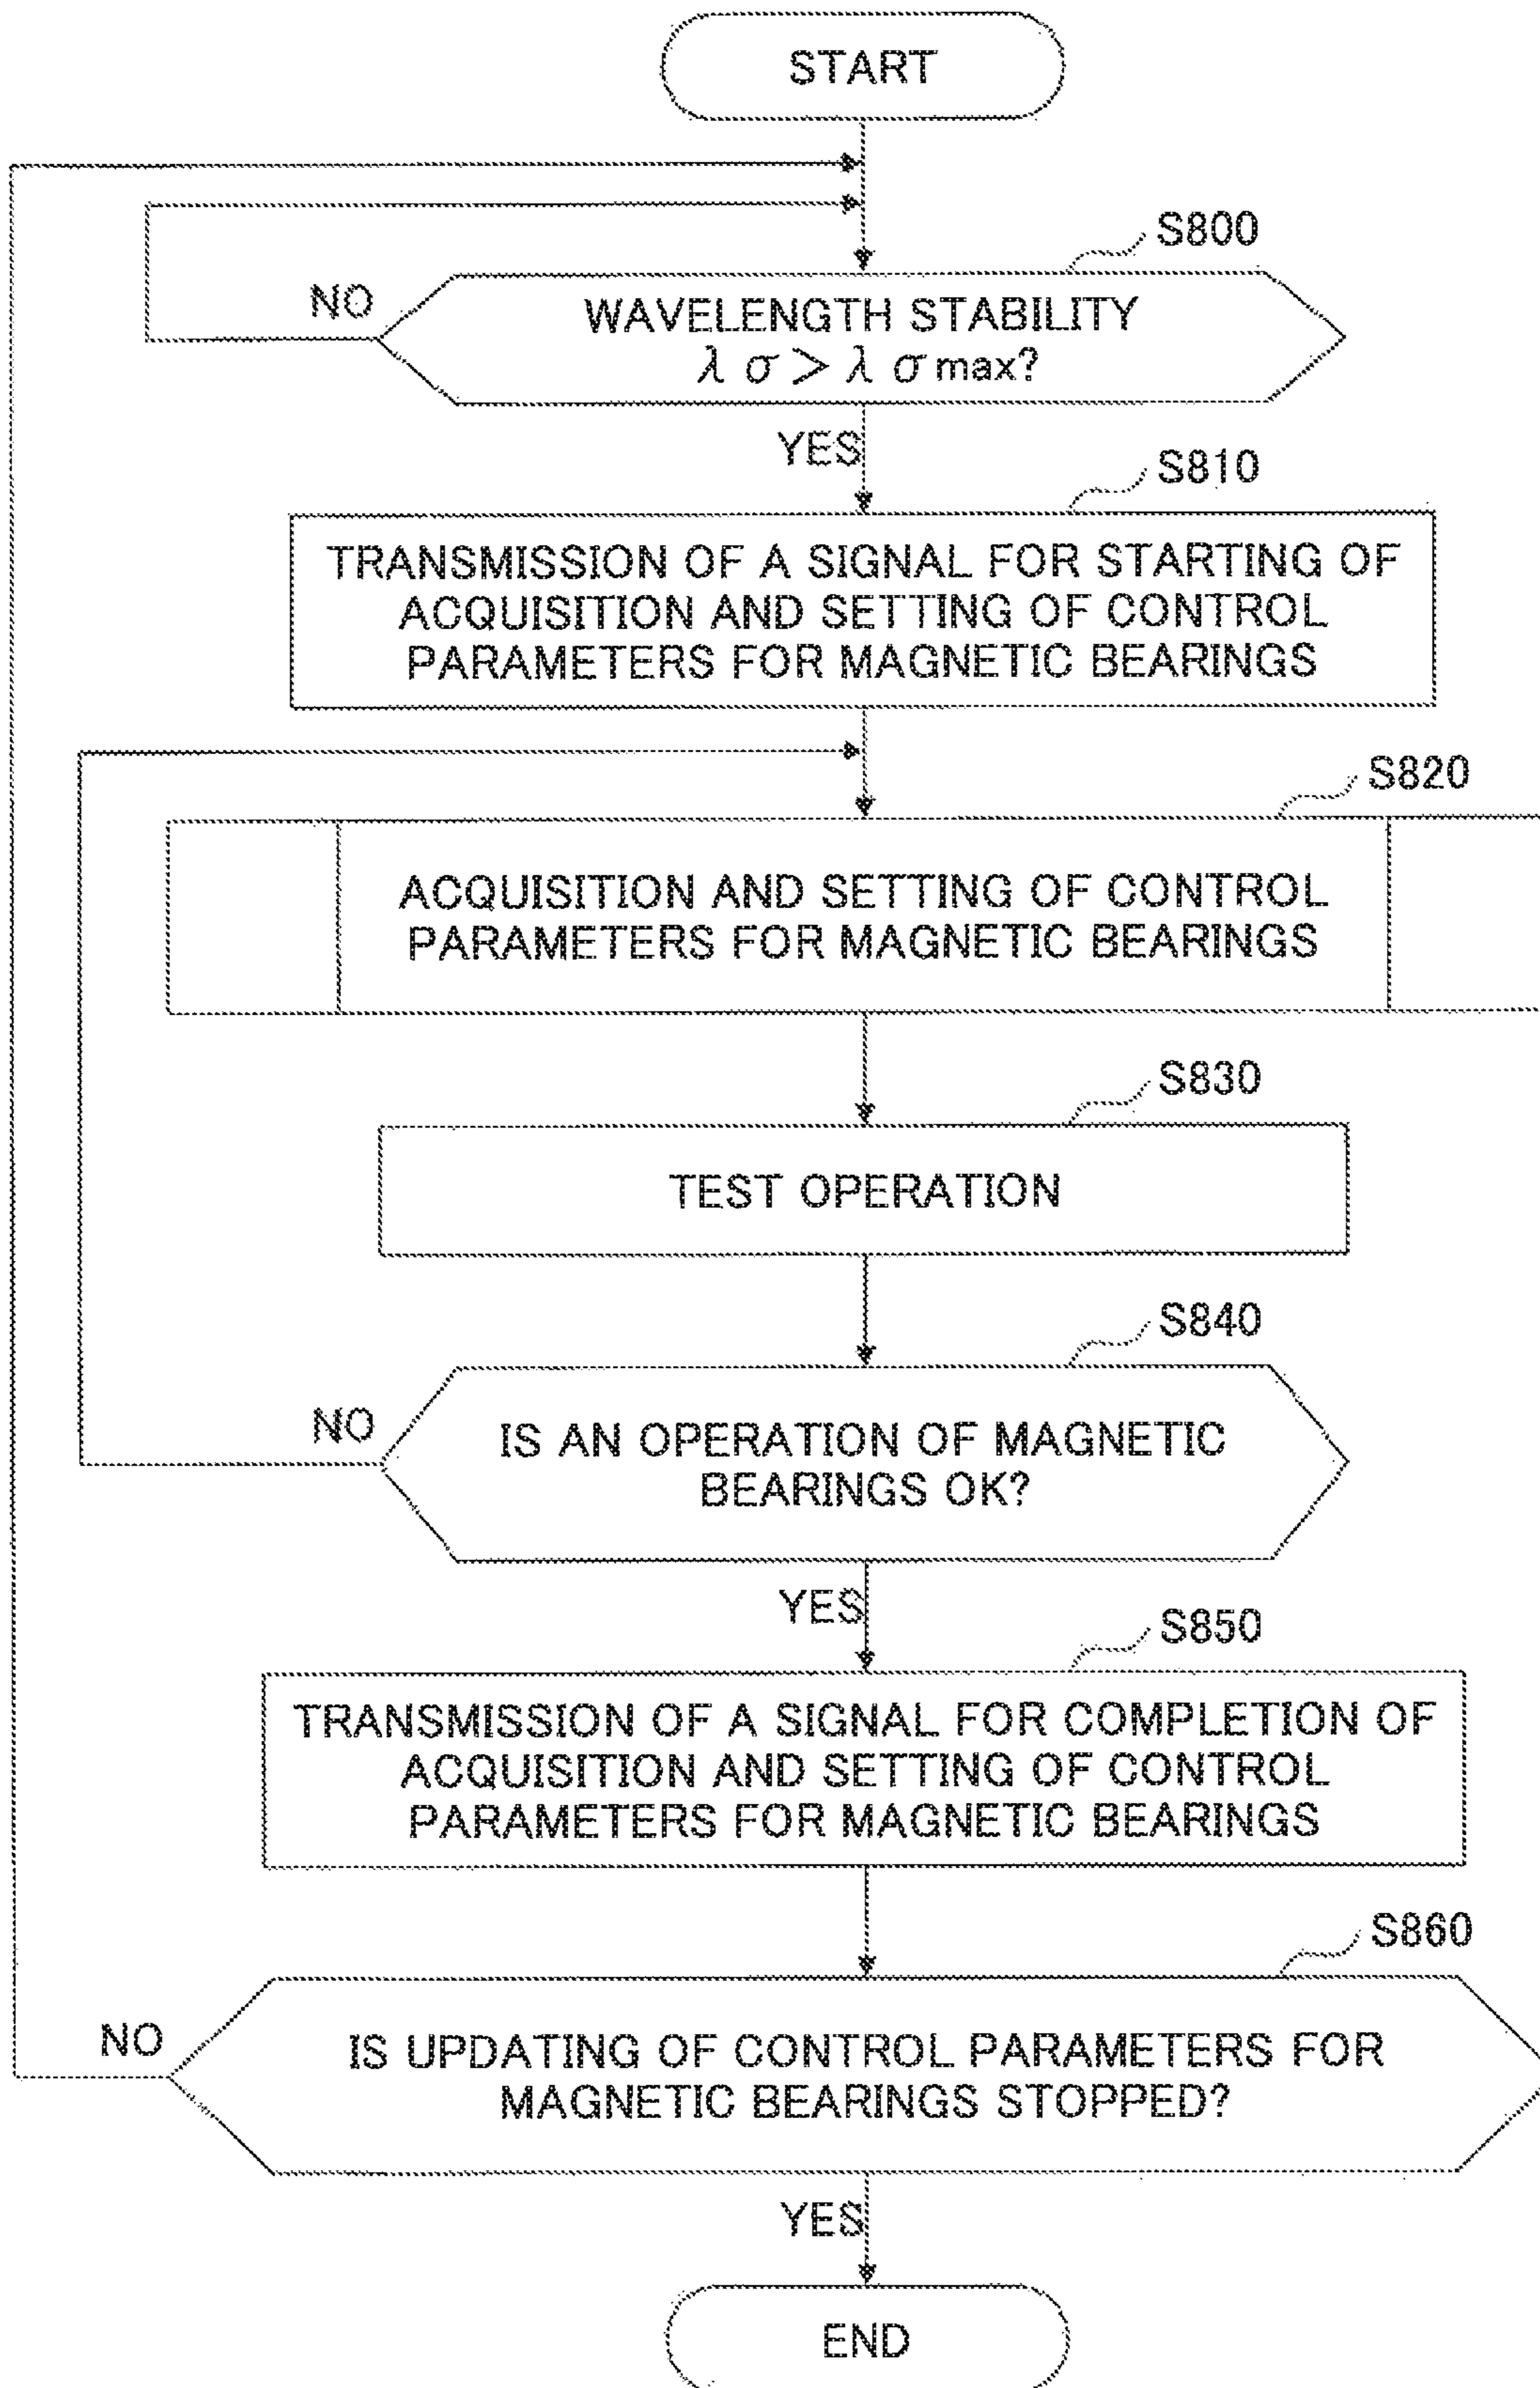 START
S800
NO
WAVELENGTH STABILITY
λ σ > λ σ max?
YES
S810
TRANSMISSION OF A SIGNAL FOR STARTING OF
ACQUISITION AND SETTING OF CONTROL
PARAMETERS FOR MAGNETIC BEARINGS
S820
ACQUISITION AND SETTING OF CONTROL
PARAMETERS FOR MAGNETIC BEARINGS
S830
TEST OPERATION
S840
NO
IS AN OPERATION OF MAGNETIC
BEARINGS OK?
YES
S850
TRANSMISSION OF A SIGNAL FOR COMPLETION OF
ACQUISITION AND SETTING OF CONTROL
PARAMETERS FOR MAGNETIC BEARINGS
S860
NO
IS UPDATING OF CONTROL PARAMETERS FOR
MAGNETIC BEARINGS STOPPED?
YES
END